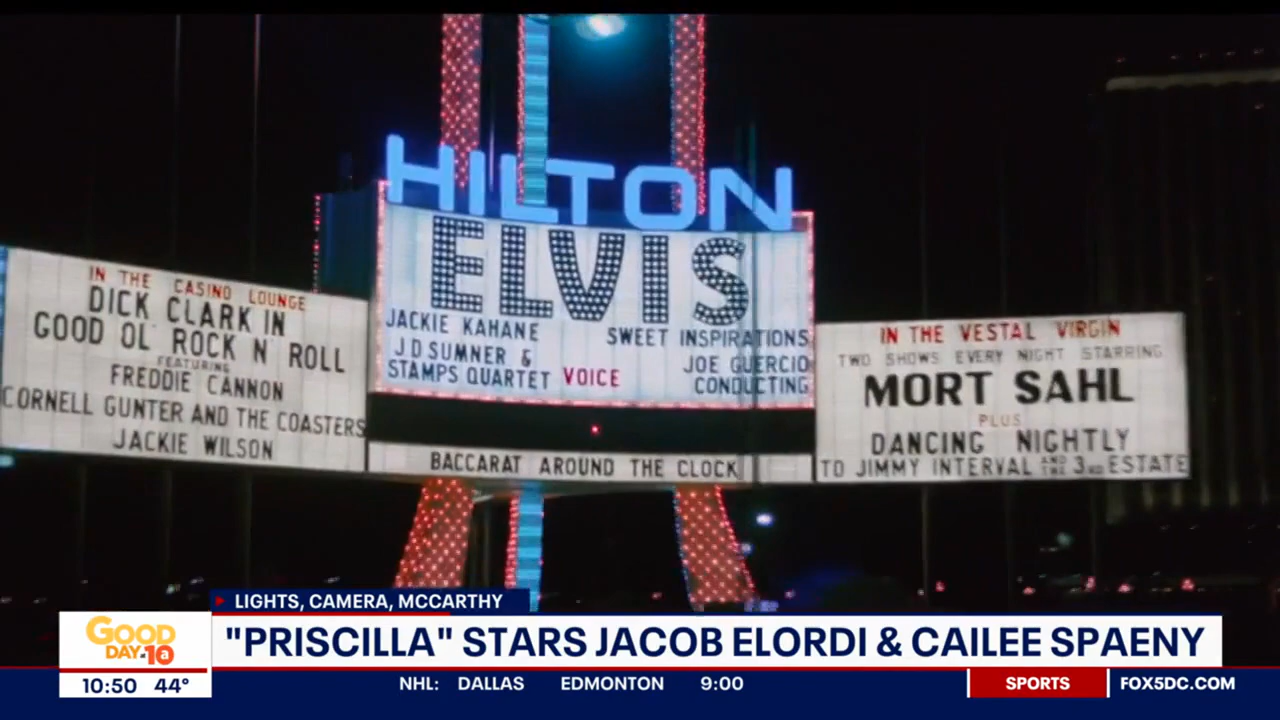 HILTON
ELVIS
JACKIE KAHANE
SWEET INSPIRATIONS
J D SUMNER &
STAMPS QUARTET VOICE
JOE GUERCIO
CONDUCTING
BACCARAT AROUND THE CLOCK
IN THE CASINO LOUNGE
DICK CLARK IN
GOOD OL' ROCK N' ROLL
FEATURING
FREDDIE CANNON
CORNELL GUNTER AND THE COASTERS
JACKIE WILSON
IN THE VESTAL VIRGIN
TWO SHOWS EVERY NIGHT STARRING
MORT SAHL
PLUS
DANCING NIGHTLY
TO JIMMY INTERVAL AND THE 3RD ESTATE
LIGHTS, CAMERA, MCCARTHY
"PRISCILLA" STARS JACOB ELORDI & CAILEE SPAENY
GOOD
DAY @10a
10:50 44°
NHL: DALLAS EDMONTON 9:00
SPORTS
FOX5DC.COM